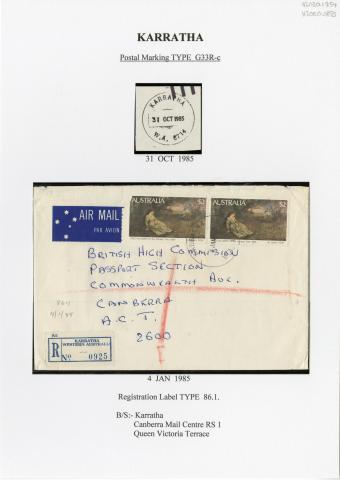 KARRATHA
Postal Marking TYPE G33R-c
KARRATHA
31 OCT 1985
W.A. 6714
31 OCT 1985
AIR MAIL
PAR AVION
AUSTRALIA $2
AUSTRALIA $2
BRITISH HIGH COMMISSION
PASSPORT SECTION
COMMONWEALTH AVE.
CANBERRA
A.C.T.
2600
KARRATHA
WESTERN AUSTRALIA
R No 0925
4 JAN 1985
Registration Label TYPE 86.1.
B/S:- Karratha
Canberra Mail Centre RS 1
Queen Victoria Terrace